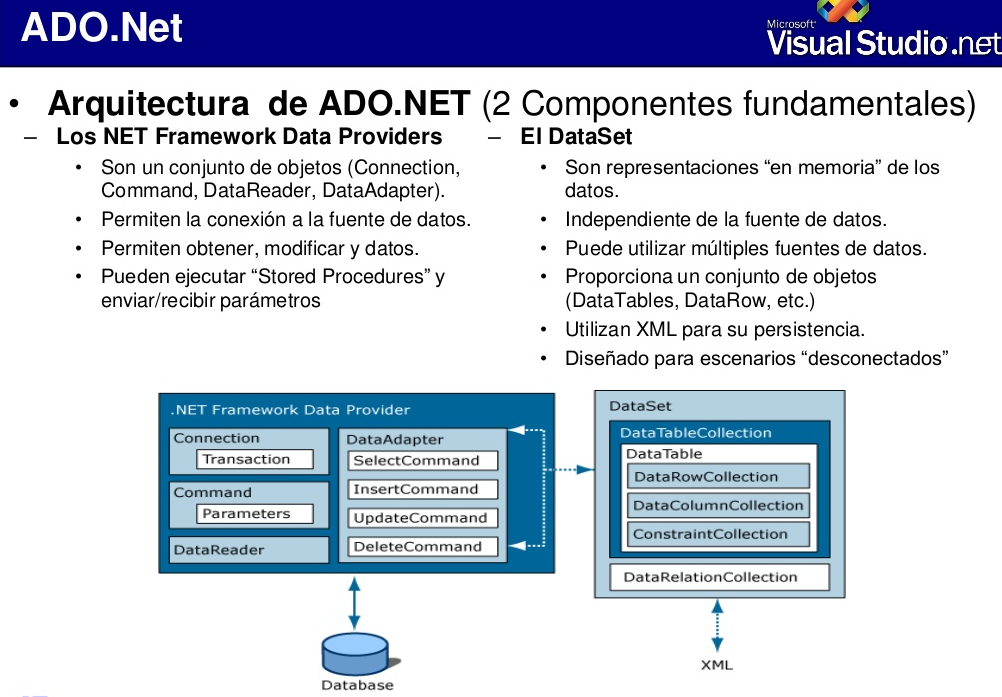 ADO.Net
Microsoft
Visual Studio .net
• Arquitectura de ADO.NET (2 Componentes fundamentales)
– Los NET Framework Data Providers
• Son un conjunto de objetos (Connection,
Command, DataReader, DataAdapter).
• Permiten la conexión a la fuente de datos.
• Permiten obtener, modificar y datos.
• Pueden ejecutar “Stored Procedures” y
enviar/recibir parámetros
– El DataSet
• Son representaciones “en memoria” de los
datos.
• Independiente de la fuente de datos.
• Puede utilizar múltiples fuentes de datos.
• Proporciona un conjunto de objetos
(DataTables, DataRow, etc.)
• Utilizan XML para su persistencia.
• Diseñado para escenarios “desconectados”
.NET Framework Data Provider
Connection
Transaction
Command
Parameters
DataReader
DataAdapter
SelectCommand
InsertCommand
UpdateCommand
DeleteCommand
Database
DataSet
DataTableCollection
DataTable
DataRowCollection
DataColumnCollection
ConstraintCollection
DataRelationCollection
XML